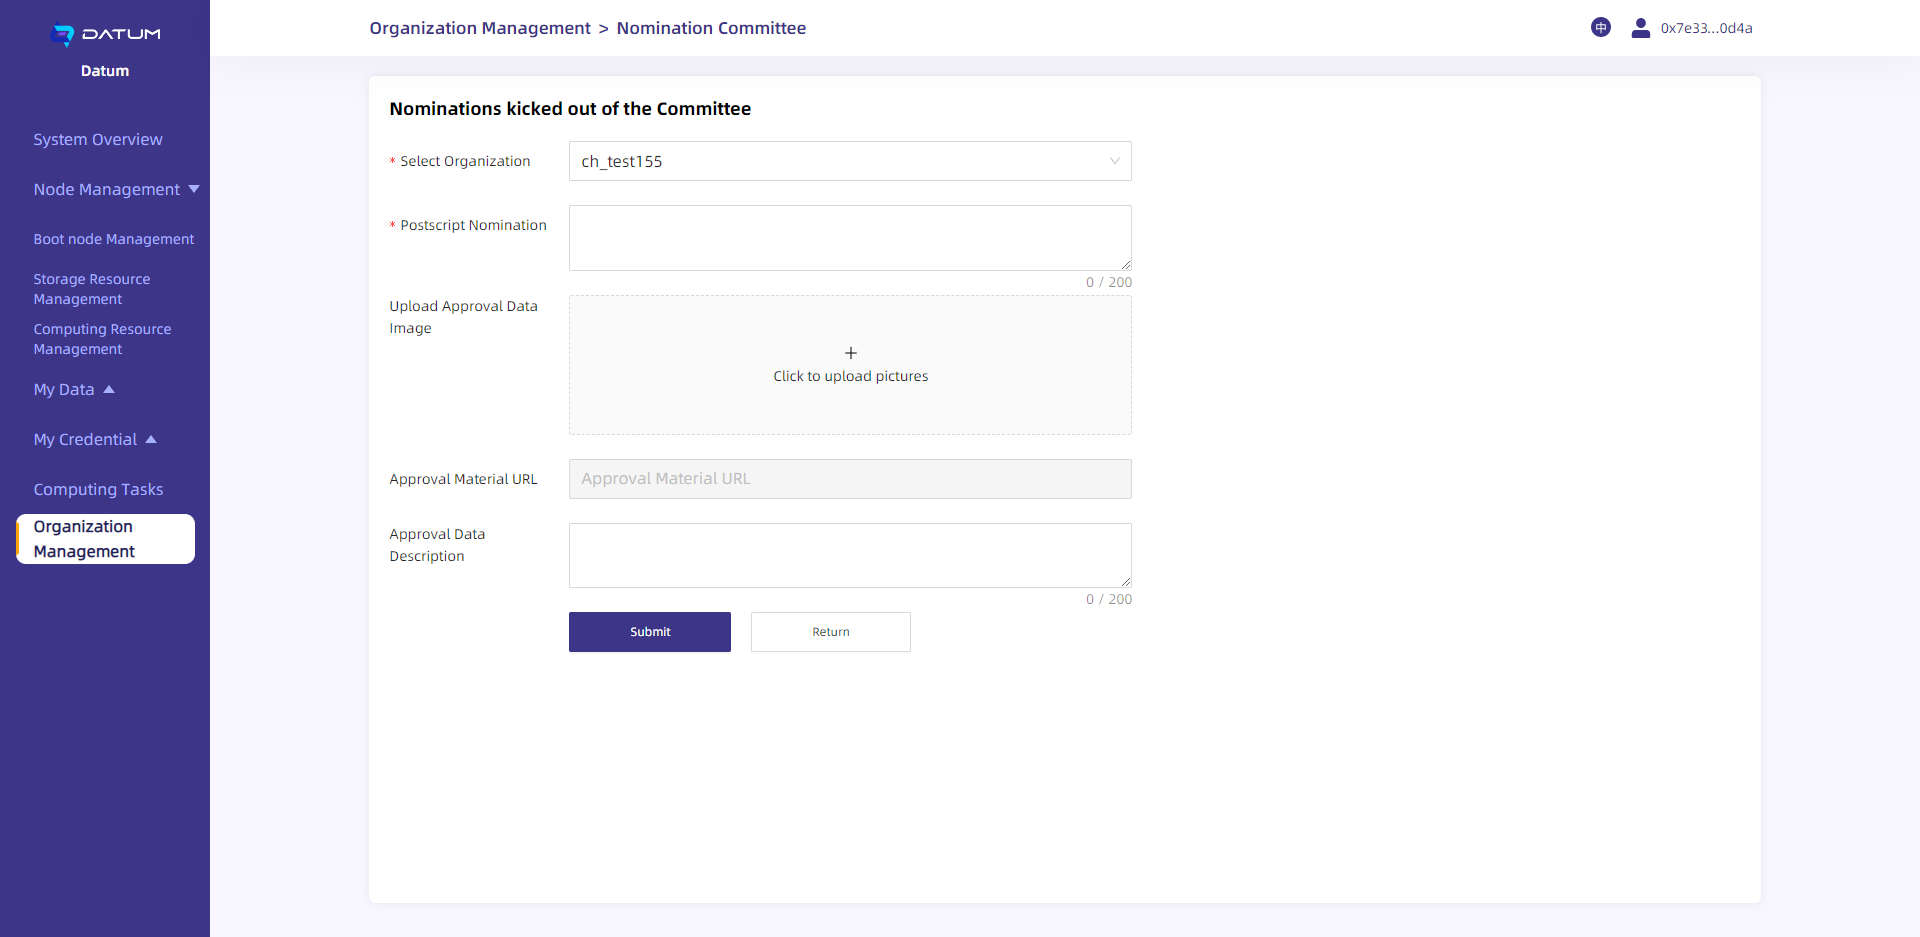 DATUM
Datum
System Overview
Node Management
Boot node Management
Storage Resource
Management
Computing Resource
Management
My Data
My Credential
Computing Tasks
Organization
Management
Organization Management > Nomination Committee
中
0x7e33...0d4a
Nominations kicked out of the Committee
* Select Organization
ch_test155
* Postscript Nomination
0 / 200
Upload Approval Data
Image
+
Click to upload pictures
Approval Material URL
Approval Material URL
Approval Data
Description
0 / 200
Submit
Return